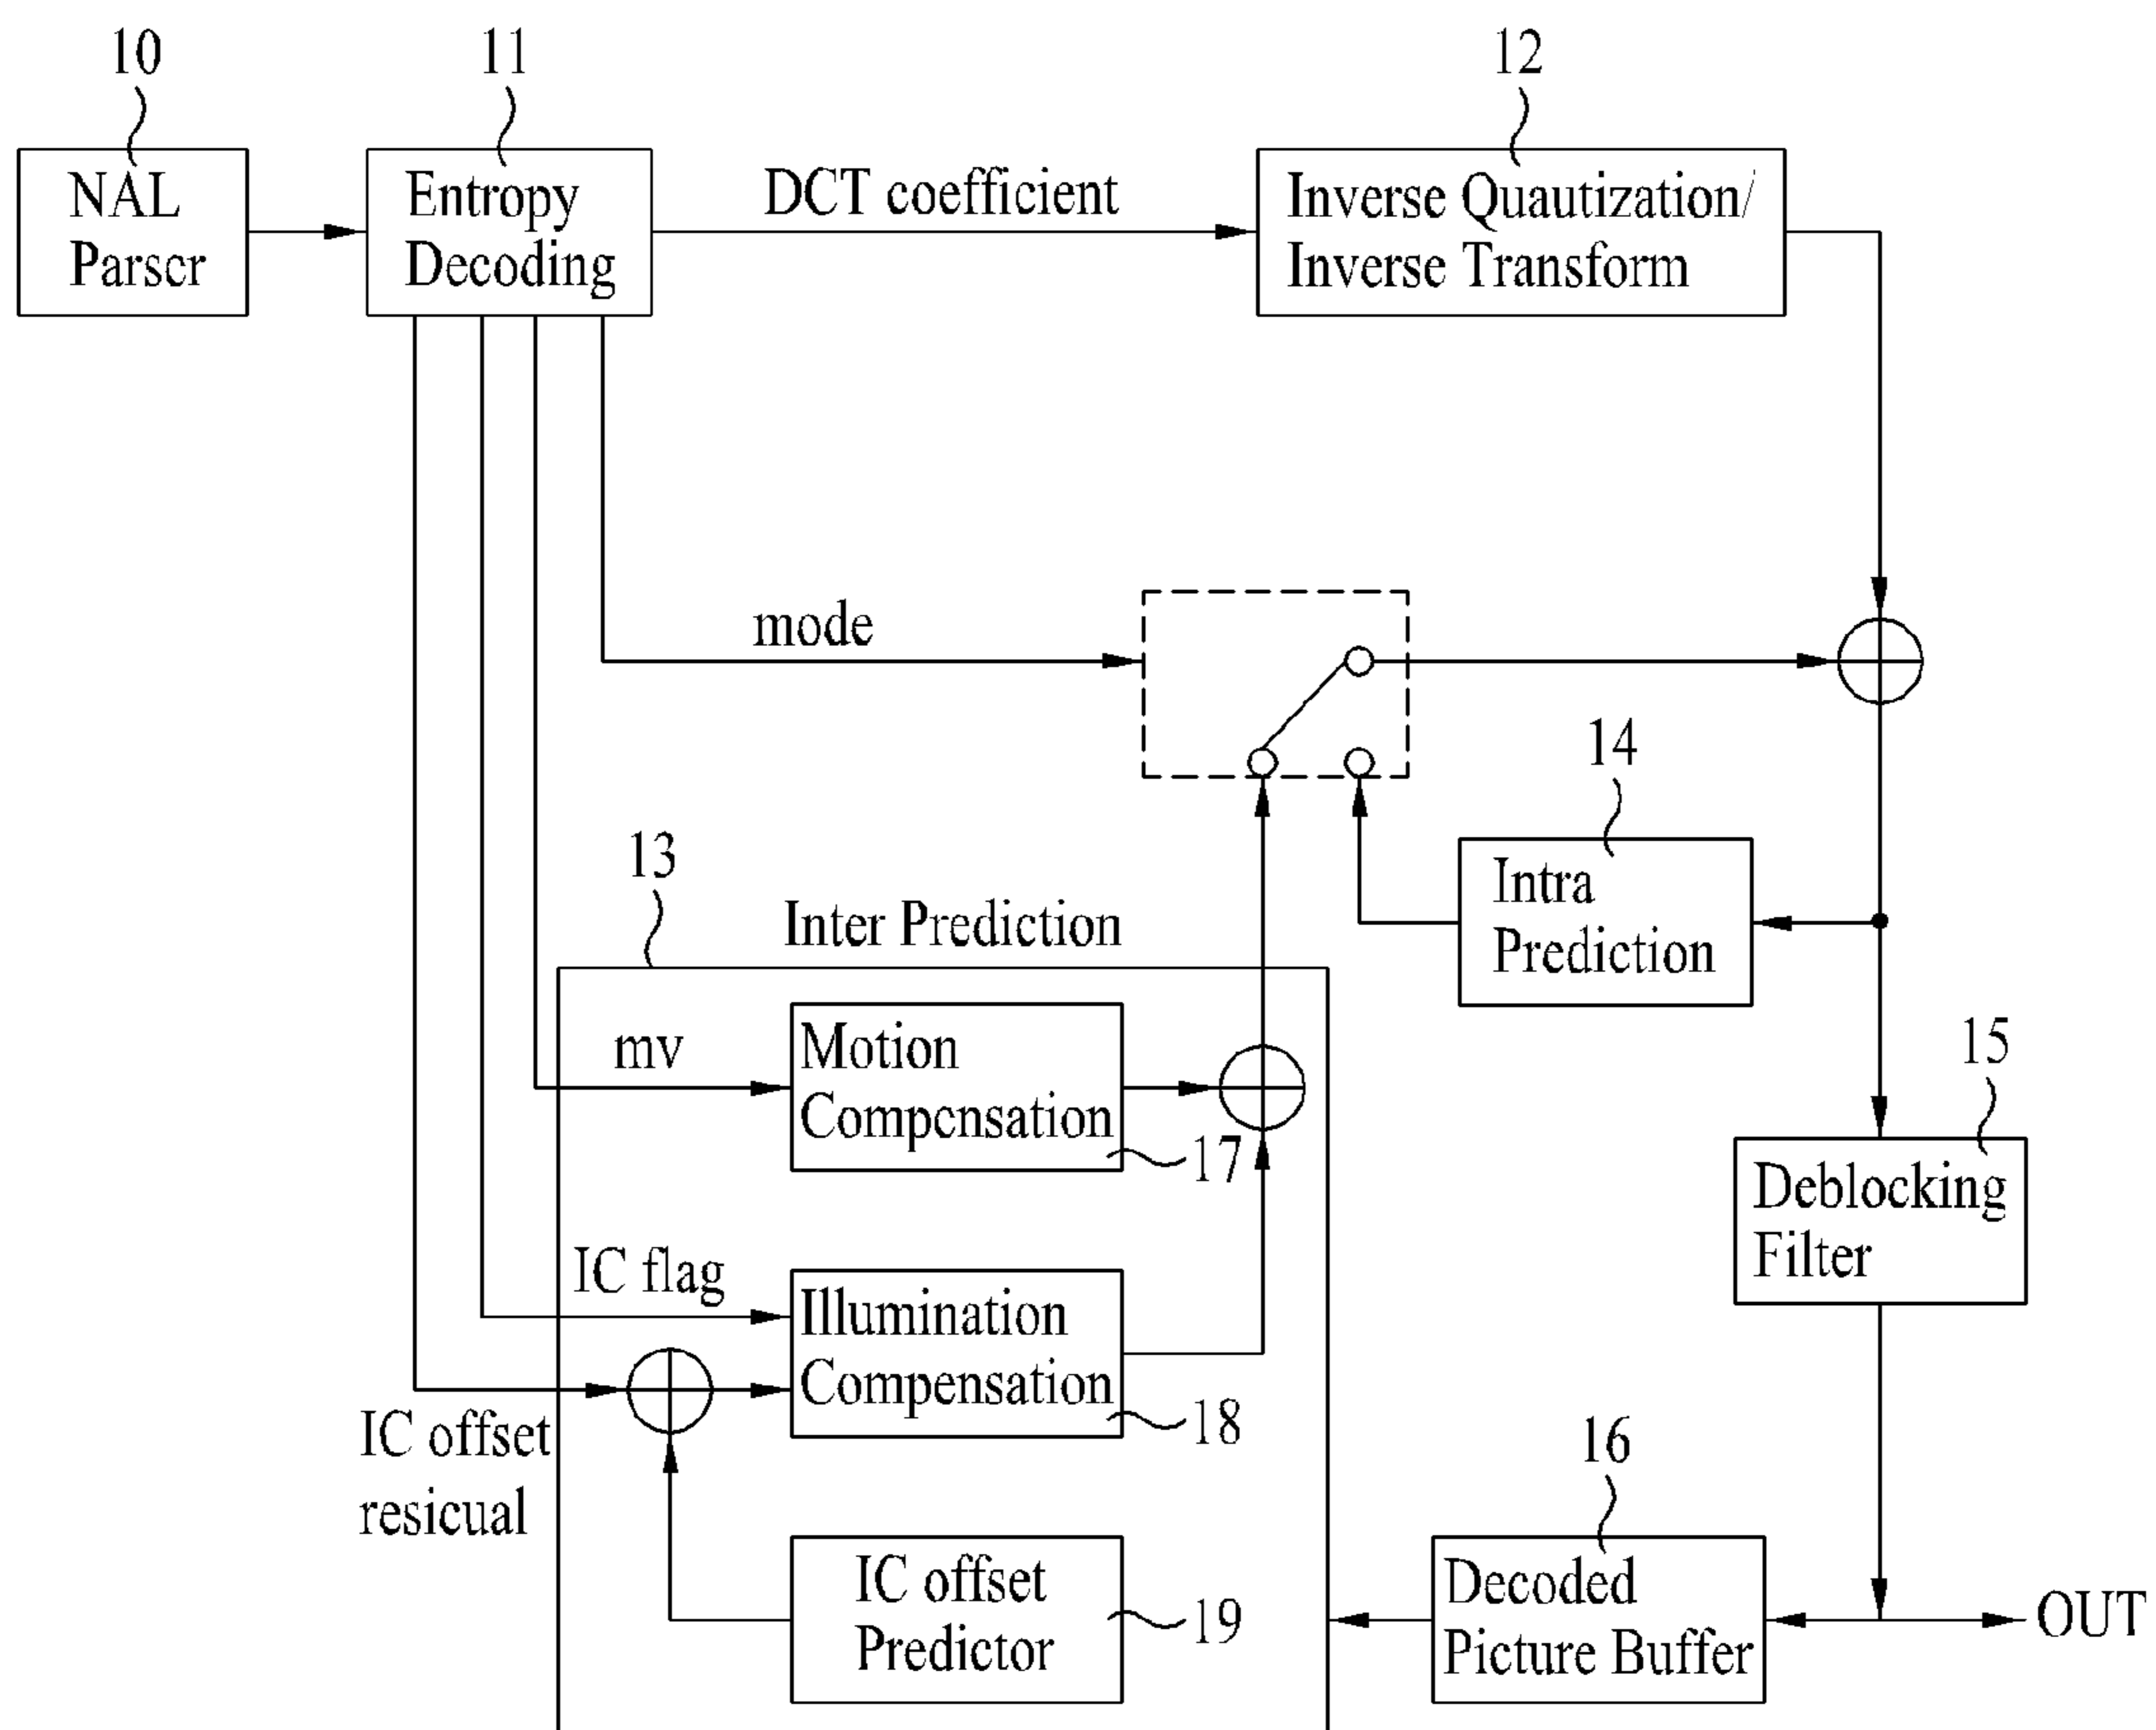 10
11
12
NAL
Parscr
Entropy
Decoding
DCT coefficient
Inverse Quautization/
Inverse Transform
mode
14
Intra
Prediction
13
Inter Prediction
mv
Motion
Compcnsation
17
15
Deblocking
Filter
IC flag
Illumination
Compensation
18
IC offset
resicual
16
IC offset
Predictor
19
Decoded
Picture Buffer
OUT